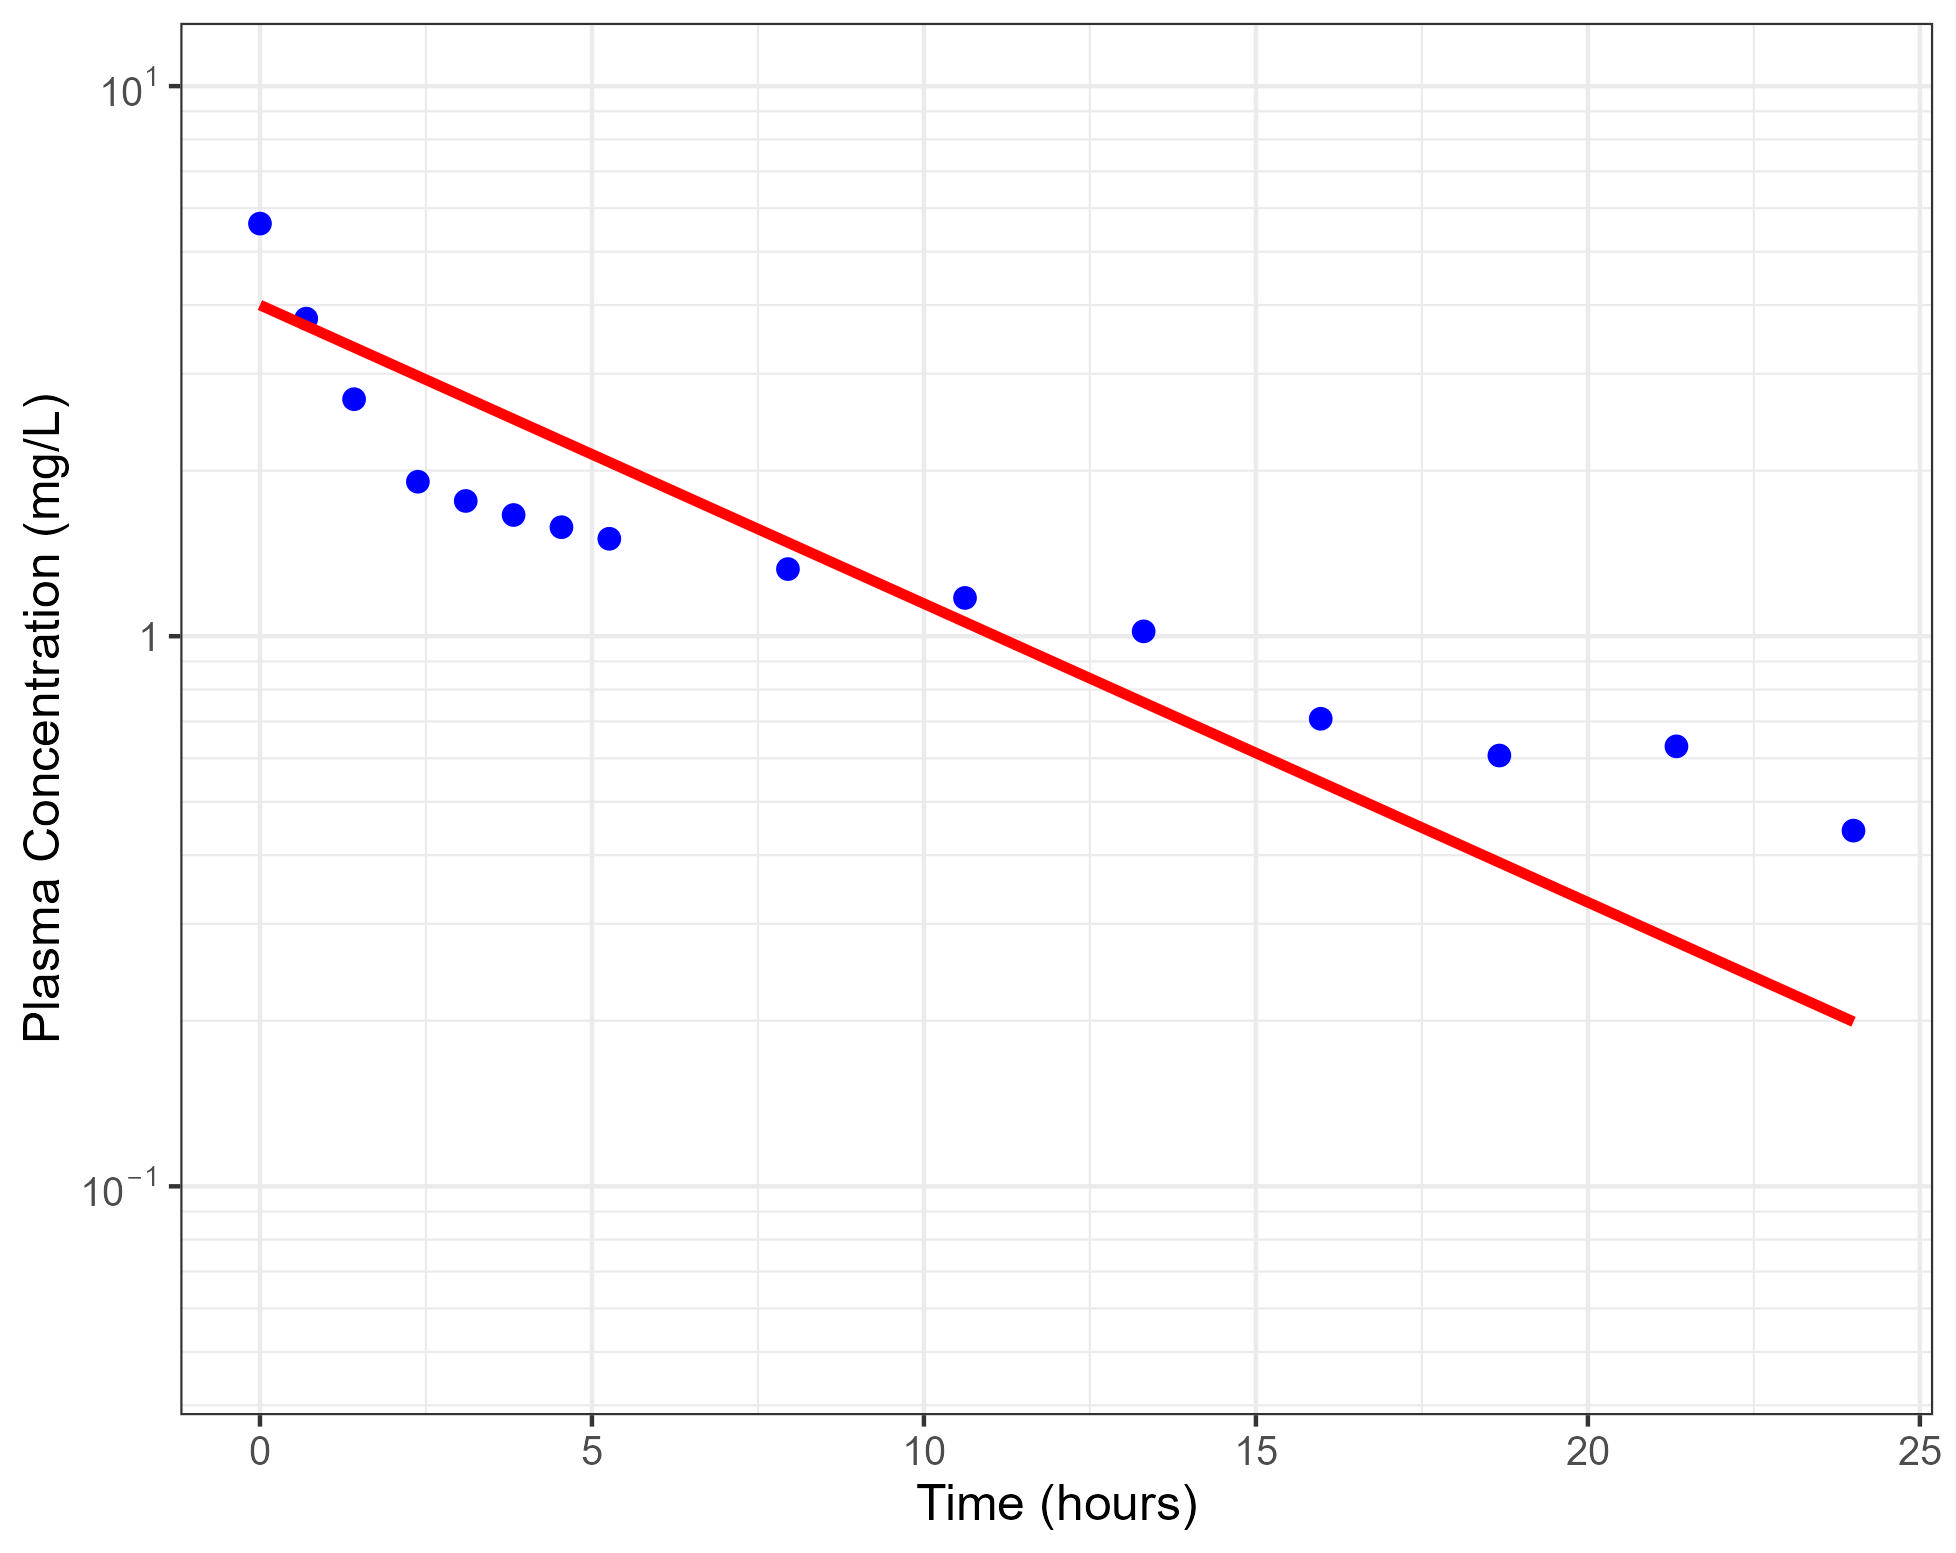 Plasma Concentration (mg/L)
10¹
1
10⁻¹
0 5 10 15 20 25
Time (hours)